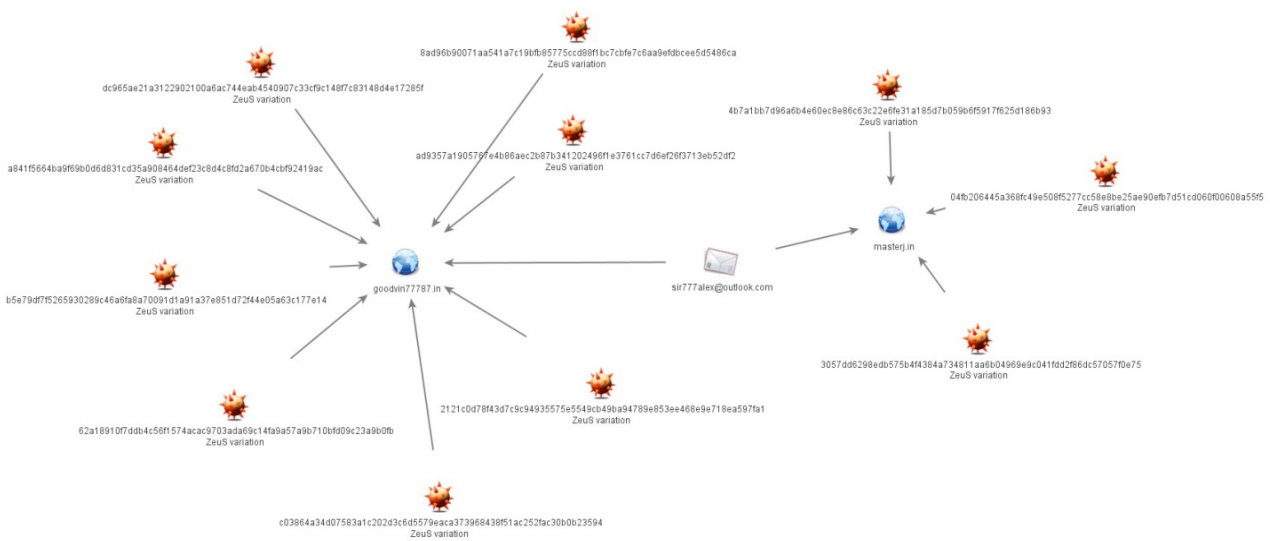 8ad96b90071aa541a7c19bfb85775ccd88f1bc7cbfe7c6aa9efdbcee5d5486ca
ZeuS variation
dc965ae21a3122902100a6ac744eab4540907c33cf9c148f7c83148d4e17285f
ZeuS variation
4b7a1bb7d96a6b4e60ec8e86c63c22e6fe31a185d7b059b6f5917f625d186b93
ZeuS variation
ad9357a1905767e4b86aec2b87b341202496f1e3761cc7d6ef26f3713eb52df2
ZeuS variation
a841f5664ba9f69b0d6d831cd35a908464def23c8d4c8fd2a670b4cbf92419ac
ZeuS variation
04fb206445a368fc49e508f5277cc58e8be25ae90efb7d51cd060f00608a55f5
ZeuS variation
masterj.in
goodvin77787.in
sir777alex@outlook.com
b5e79df7f5265930289c46a6fa8a70091d1a91a37e851d72f44e05a63c177e14
ZeuS variation
3057dd6298edb575b4f4384a734811aa6b04969e9c041fdd2f86dc57057f0e75
ZeuS variation
2121c0d78f43d7c9c94935575e5549cb49ba94789e853ee468e9e718ea597fa1
ZeuS variation
62a18910f7ddb4c56f1574acac9703ada69c14fa9a57a9b710bfd09c23a9b0fb
ZeuS variation
c03864a34d07583a1c202d3c6d5579eaca373968438f51ac252fac30b0b23594
ZeuS variation